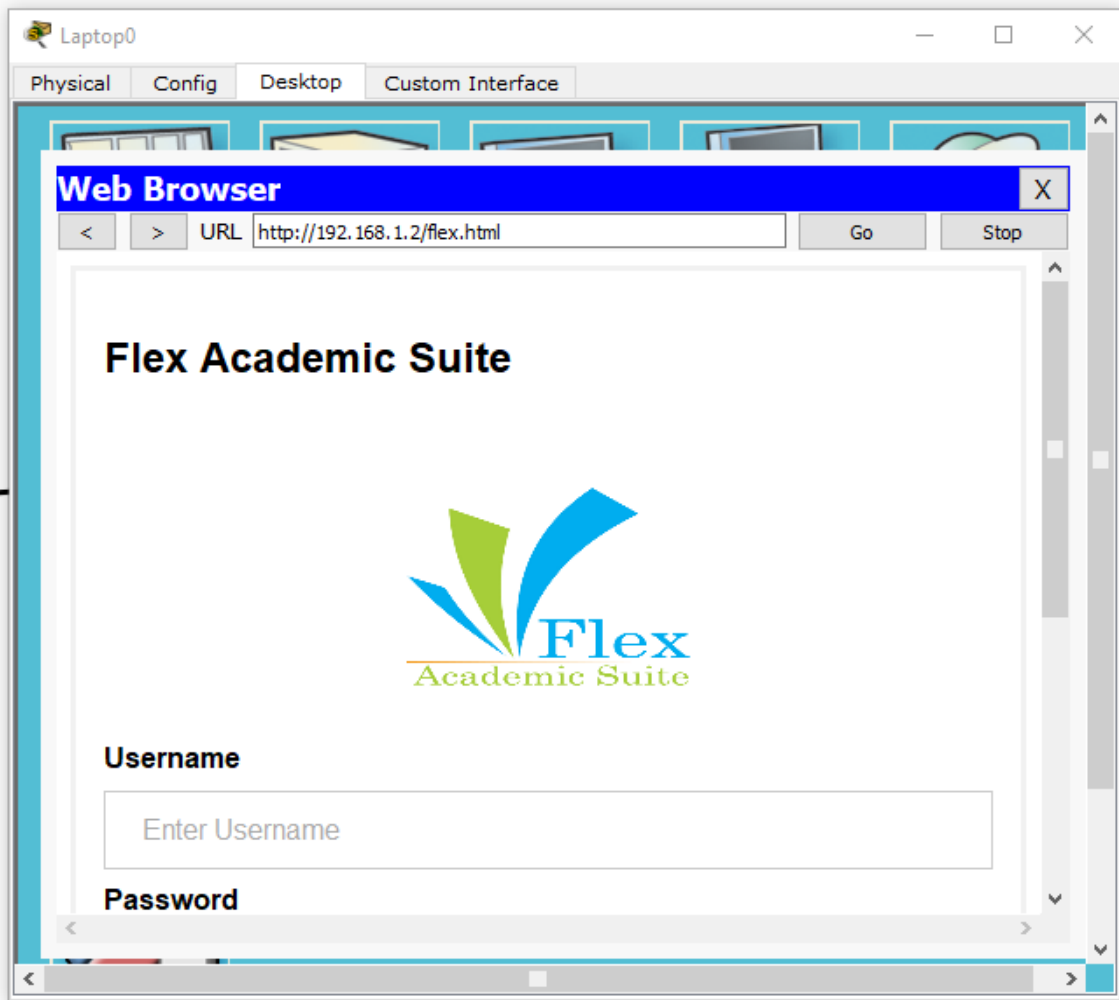 Laptop0
Physical Config Desktop Custom Interface
Web Browser X
< > URL http://192.168.1.2/flex.html Go Stop
Flex Academic Suite
Flex
Academic Suite
Username
Enter Username
Password